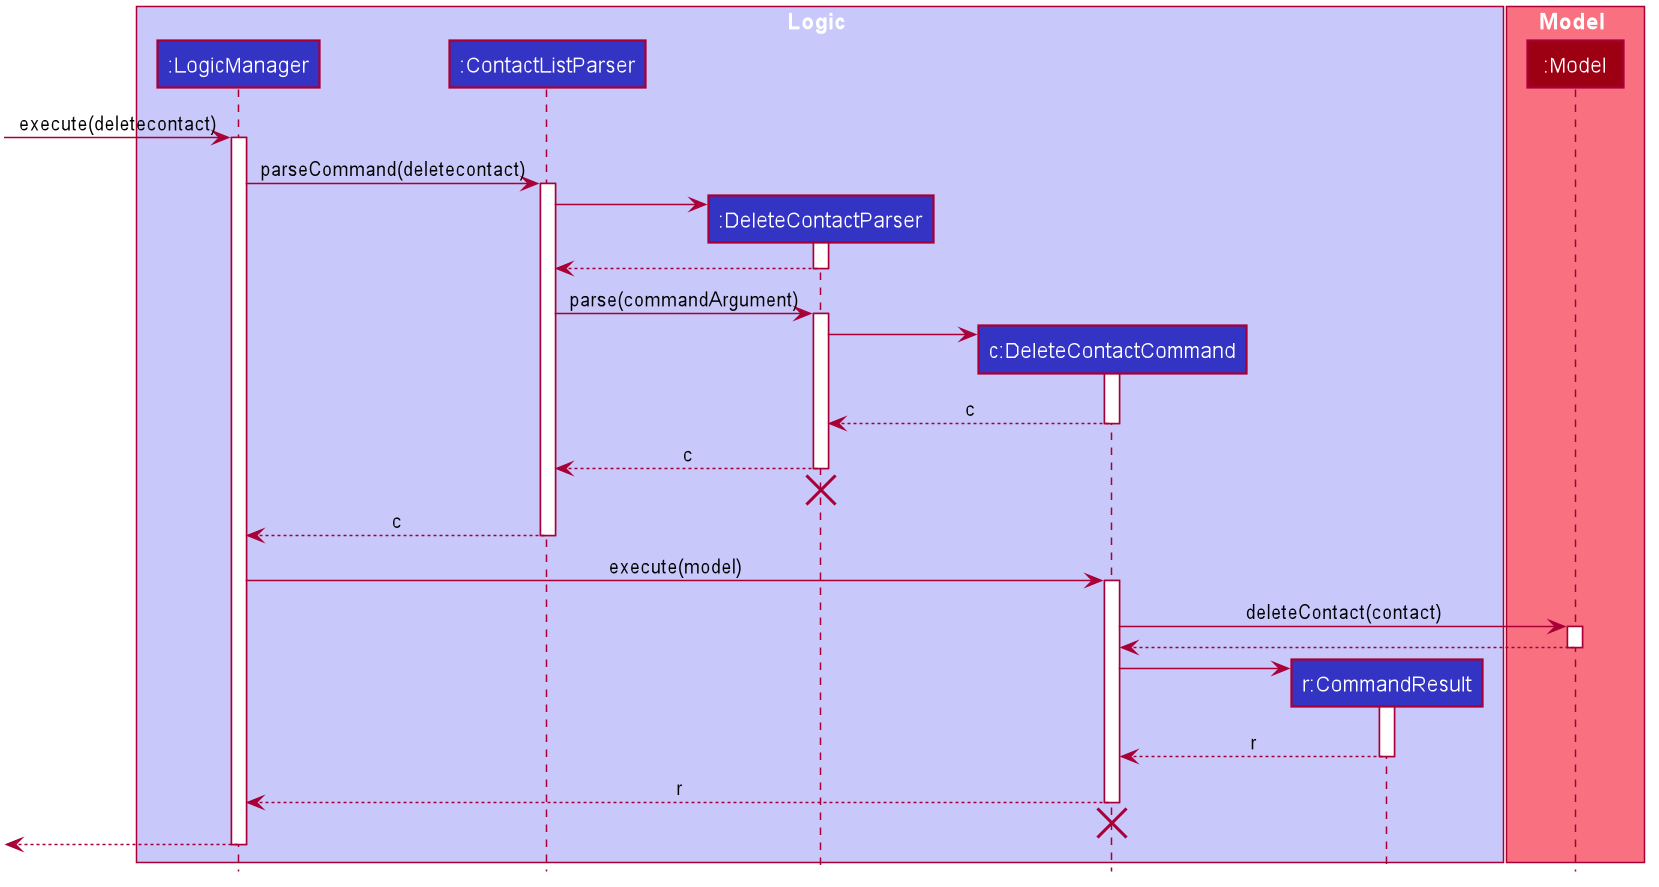 Logic
Model
:LogicManager
:ContactListParser
:Model
execute(deletecontact)
parseCommand(deletecontact)
:DeleteContactParser
parse(commandArgument)
c:DeleteContactCommand
c
c
c
execute(model)
deleteContact(contact)
r:CommandResult
r
r